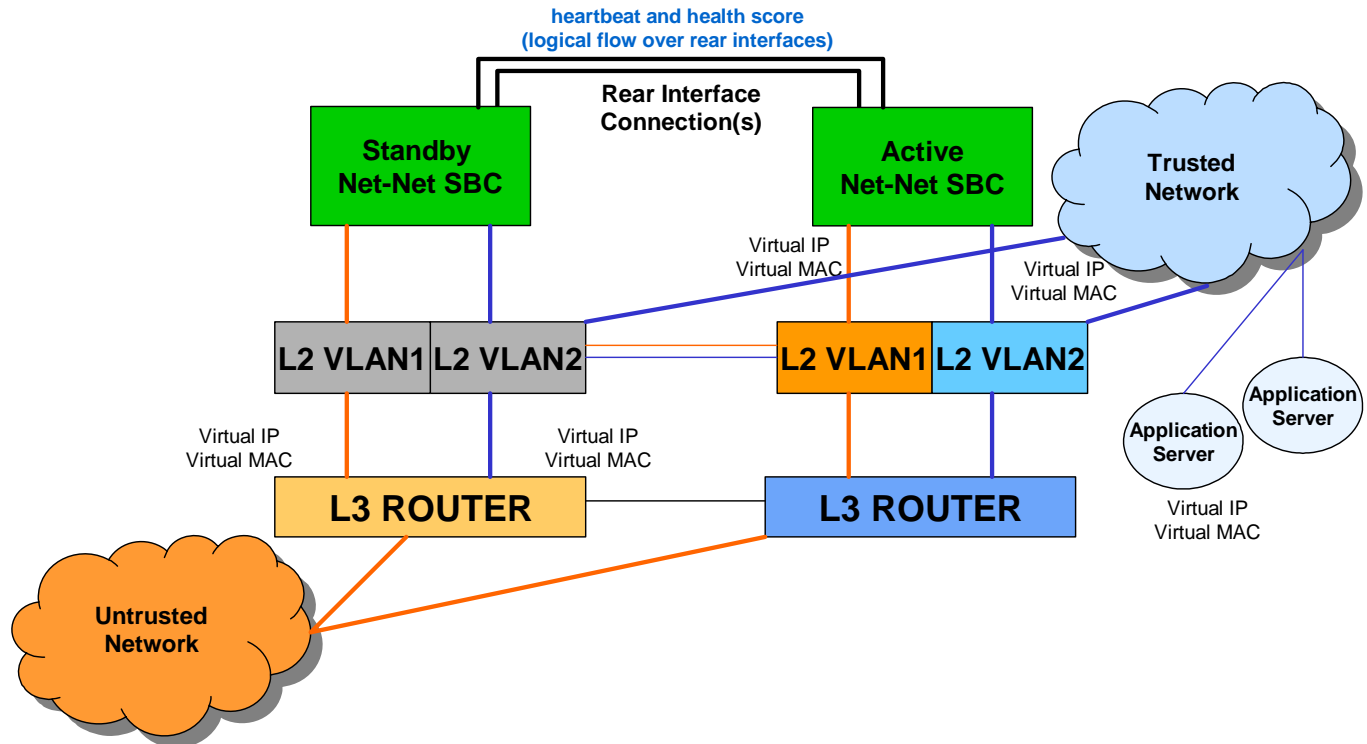 heartbeat and health score
(logical flow over rear interfaces)
Rear Interface
Connection(s)
Standby
Net-Net SBC
Active
Net-Net SBC
Trusted
Network
Virtual IP
Virtual MAC
Virtual IP
Virtual MAC
L2 VLAN1
L2 VLAN2
L2 VLAN1
L2 VLAN2
Application
Server
Application
Server
Virtual IP
Virtual MAC
Virtual IP
Virtual MAC
L3 ROUTER
L3 ROUTER
Virtual IP
Virtual MAC
Untrusted
Network